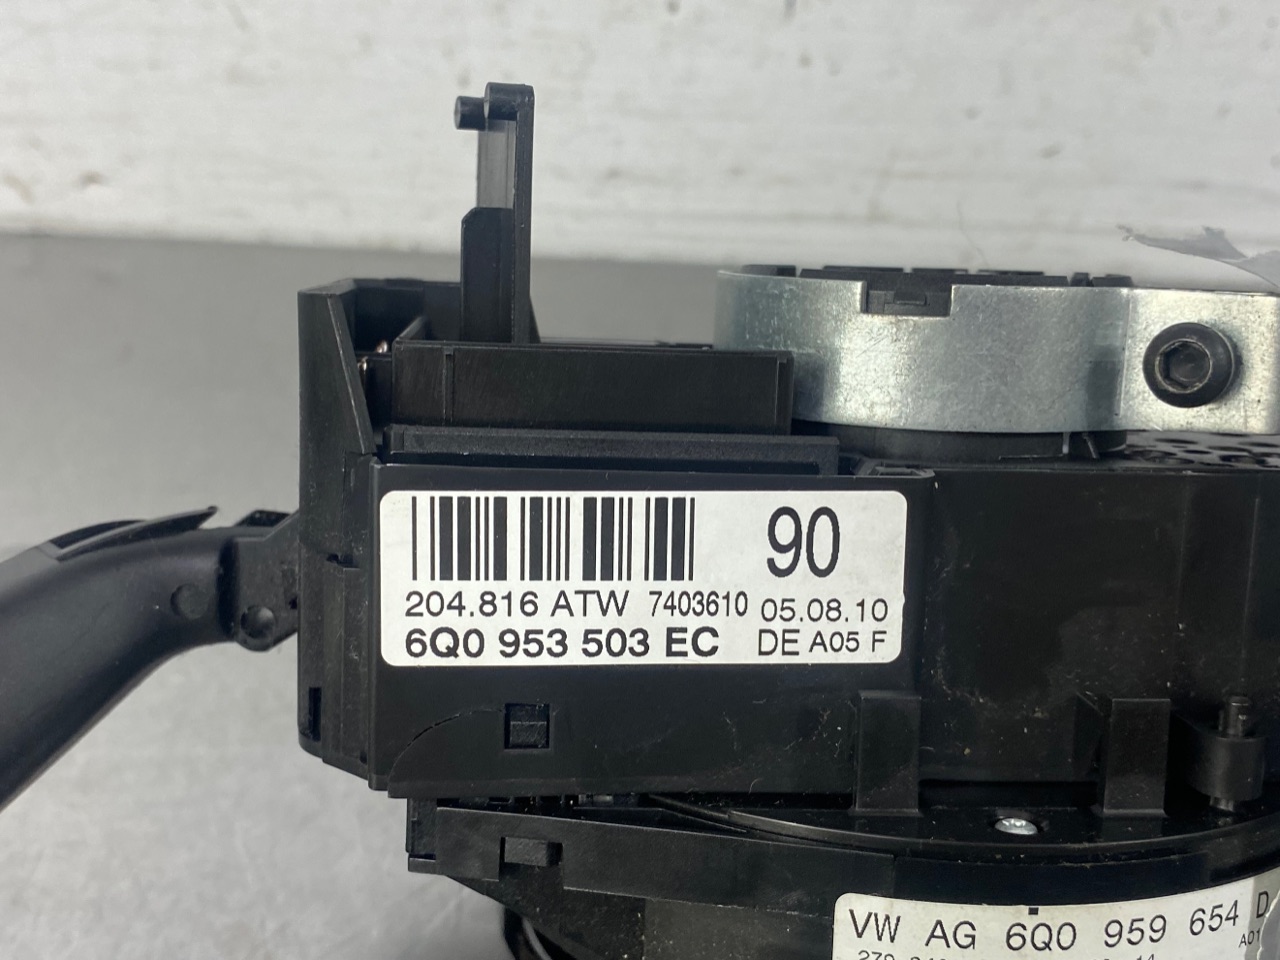 90
204.816 ATW 7403610 05.08.10
6Q0 953 503 EC DE A05 F
VW AG 6Q0 959 654 D
A01